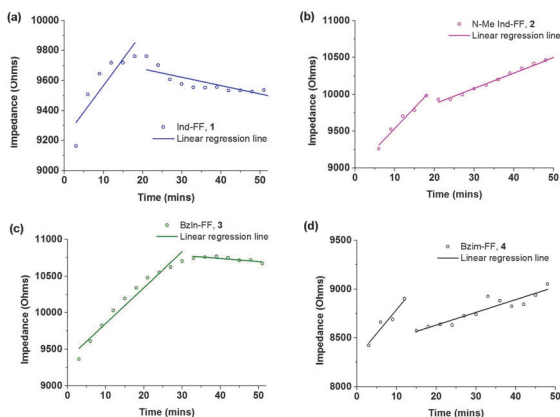 (a)
Impedance (Ohms)
10000
9800
9600
9400
9200
9000
Ind-FF, 1
Linear regression line
0 10 20 30 40 50
Time (mins)
(b)
Impedance (Ohms)
11000
10500
10000
9500
9000
N-Me Ind-FF, 2
Linear regression line
0 10 20 30 40 50
Time (mins)
(c)
Impedance (Ohms)
11000
10500
10000
9500
9000
BzIn-FF, 3
Linear regression line
0 10 20 30 40 50
Time (mins)
(d)
Impedance (Ohms)
9500
9000
8500
8000
Bzim-FF, 4
Linear regression line
0 10 20 30 40 50
Time (mins)